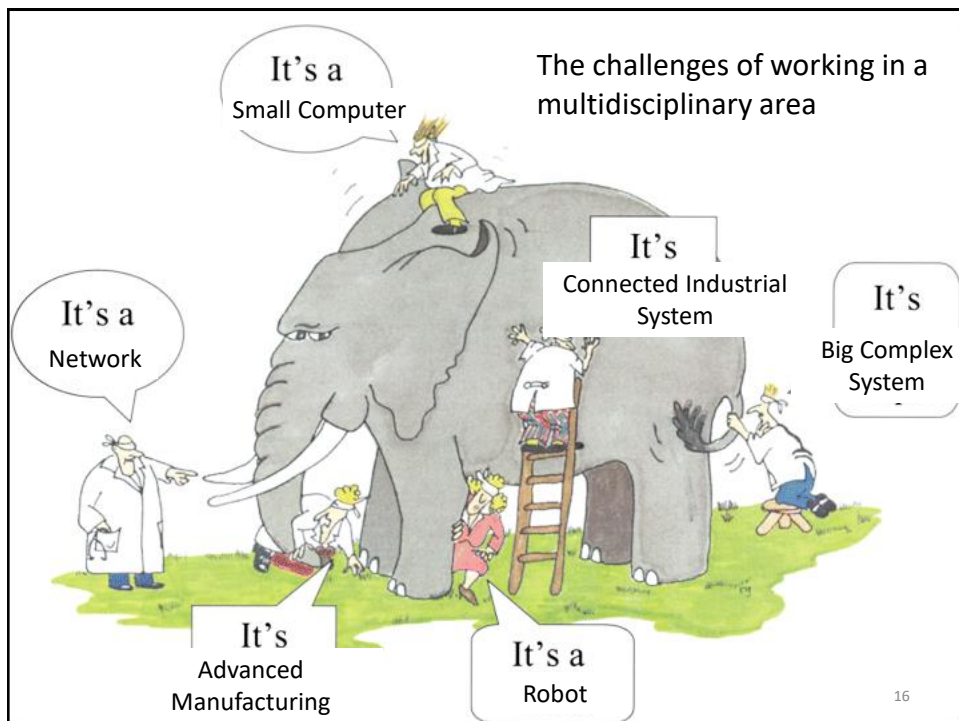 The challenges of working in a
multidisciplinary area
It's a
Small Computer
It's
Connected Industrial
System
It's
Big Complex
System
It's a
Network
It's
Advanced
Manufacturing
It's a
Robot
16